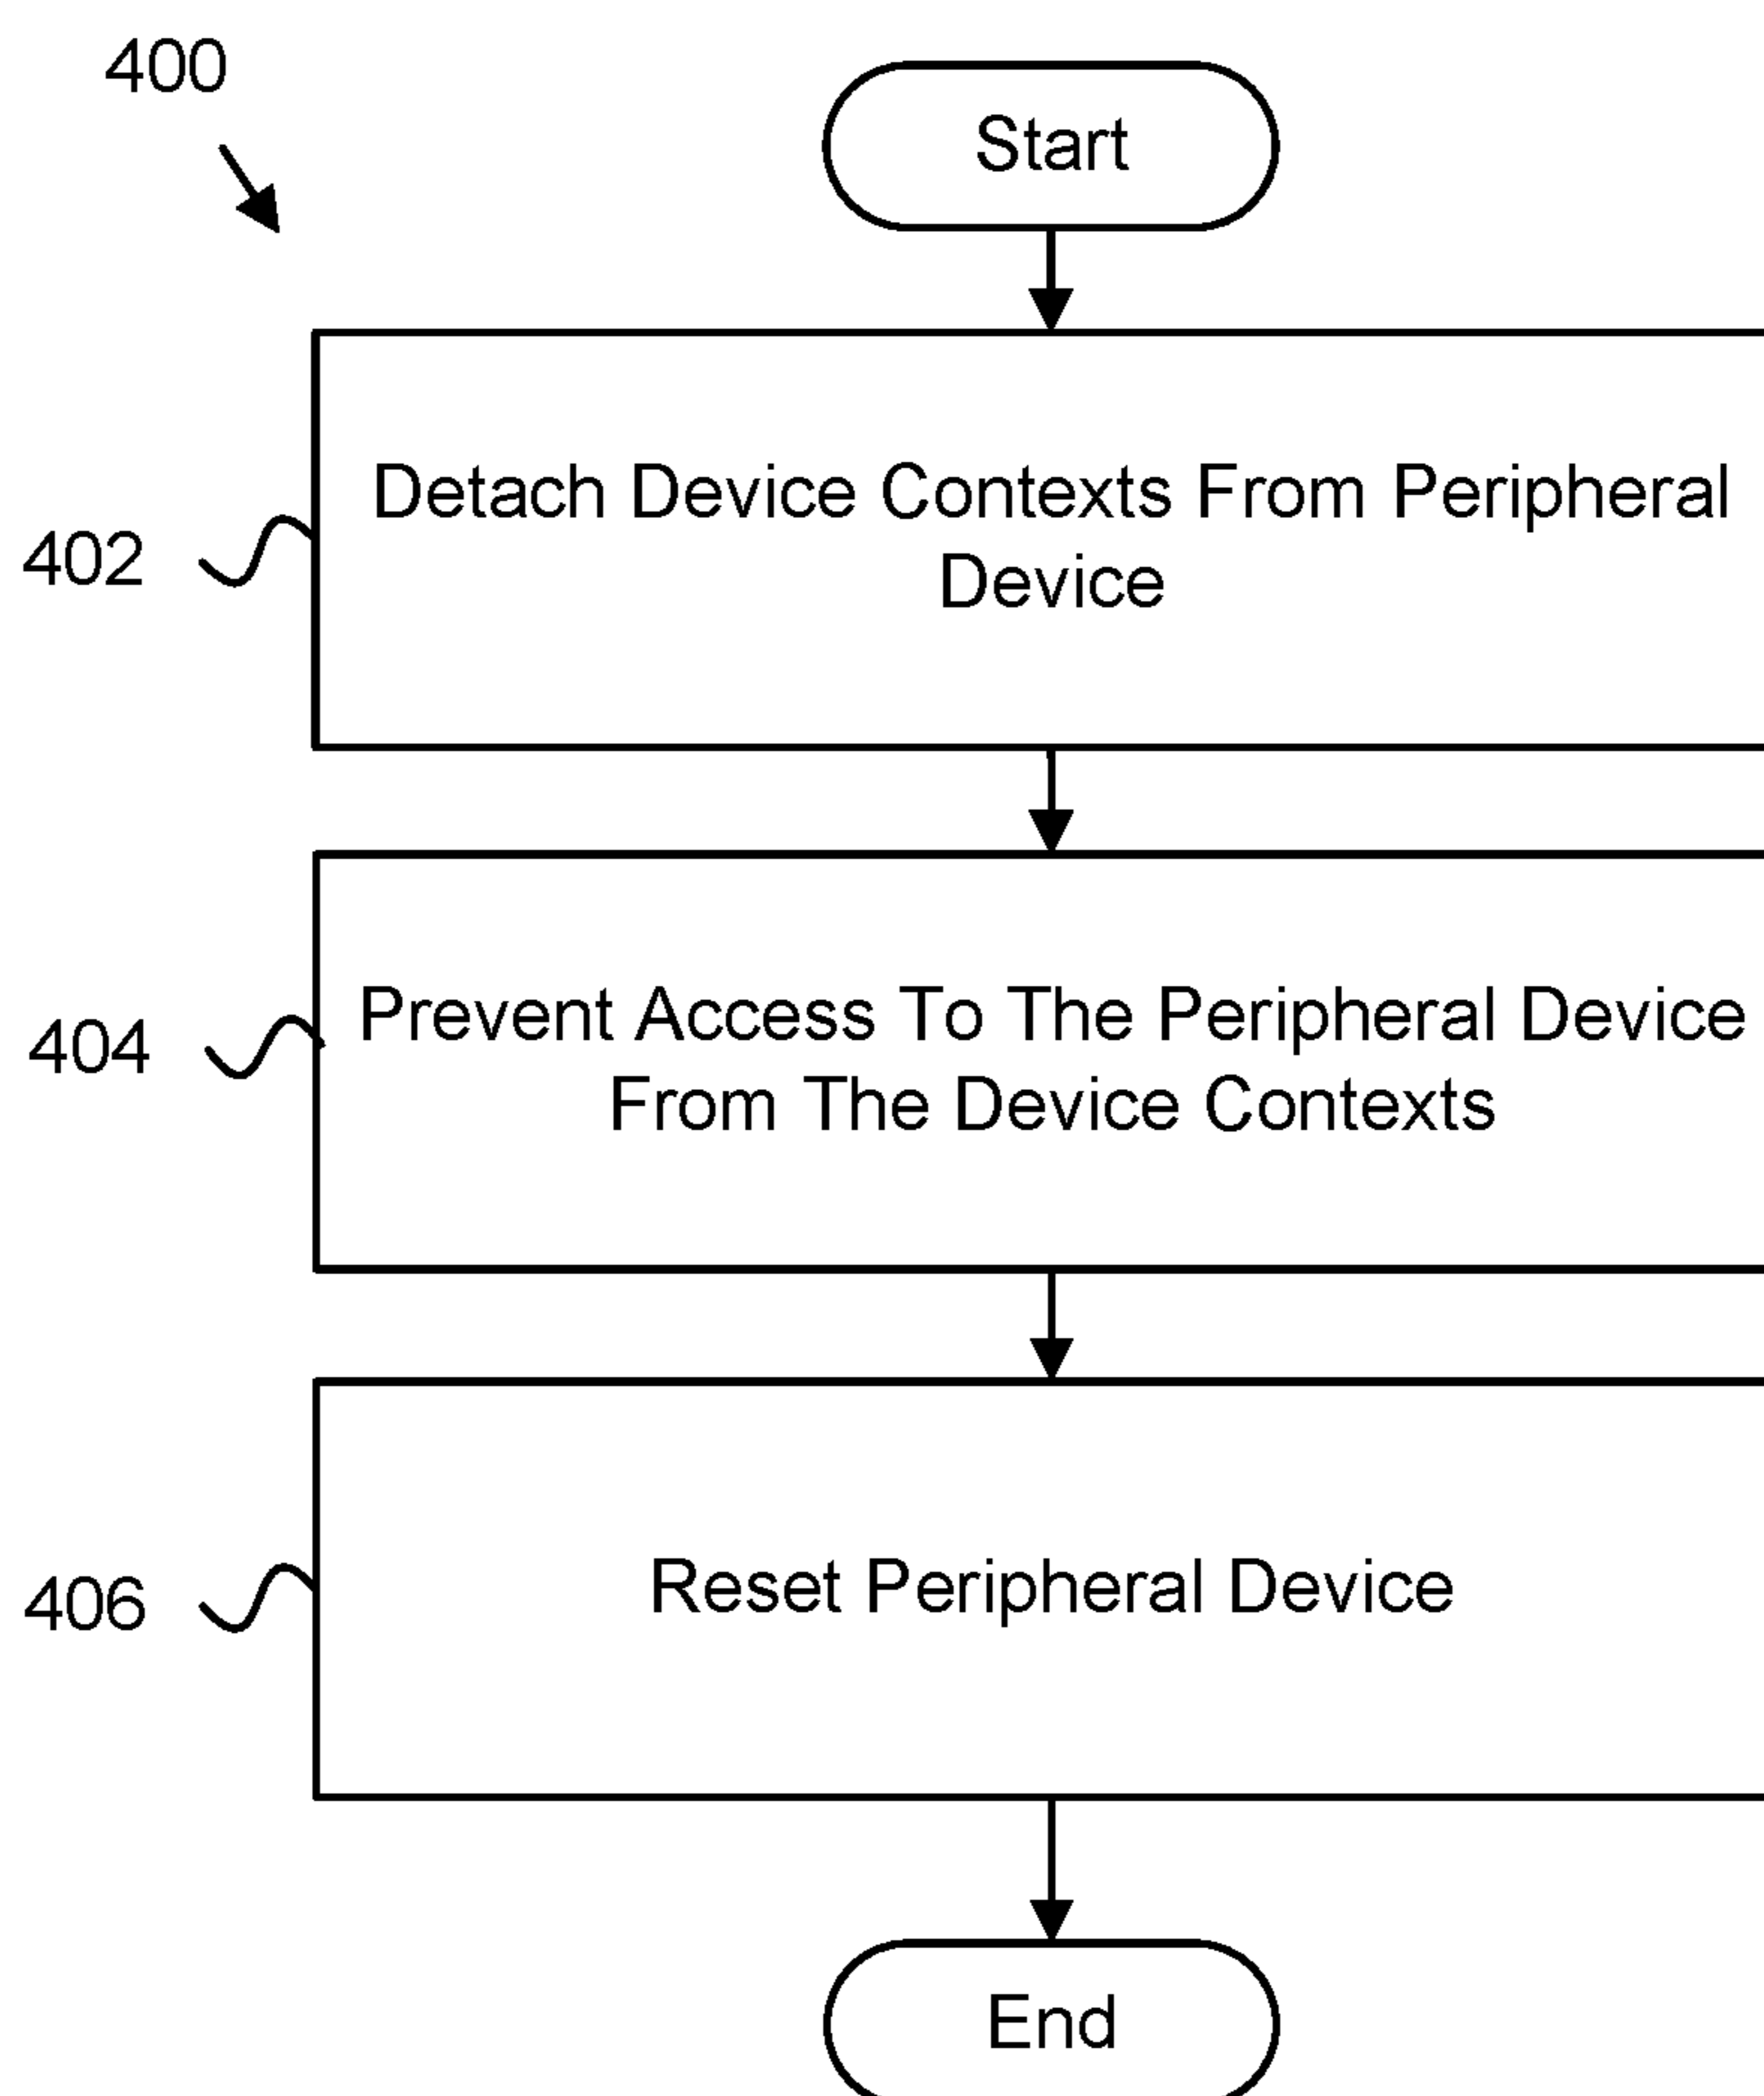 400
Start
402
Detach Device Contexts From Peripheral
Device
404
Prevent Access To The Peripheral Device
From The Device Contexts
406
Reset Peripheral Device
End